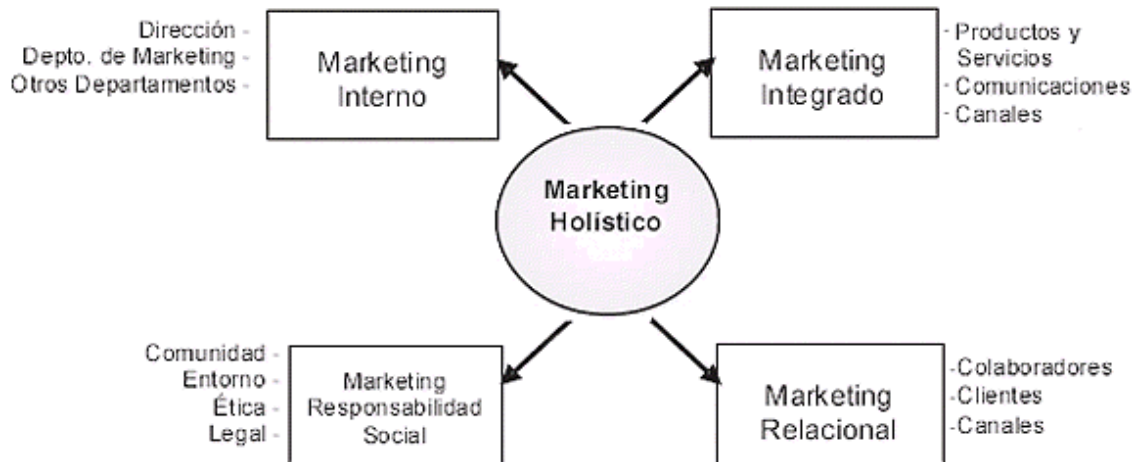 Dirección -
Depto. de Marketing -
Otros Departamentos -
Marketing
Interno
Marketing
Integrado
- Productos y
Servicios
- Comunicaciones
- Canales
Marketing
Holístico
Comunidad -
Entorno -
Ética -
Legal -
Marketing
Responsabilidad
Social
Marketing
Relacional
- Colaboradores
- Clientes
- Canales